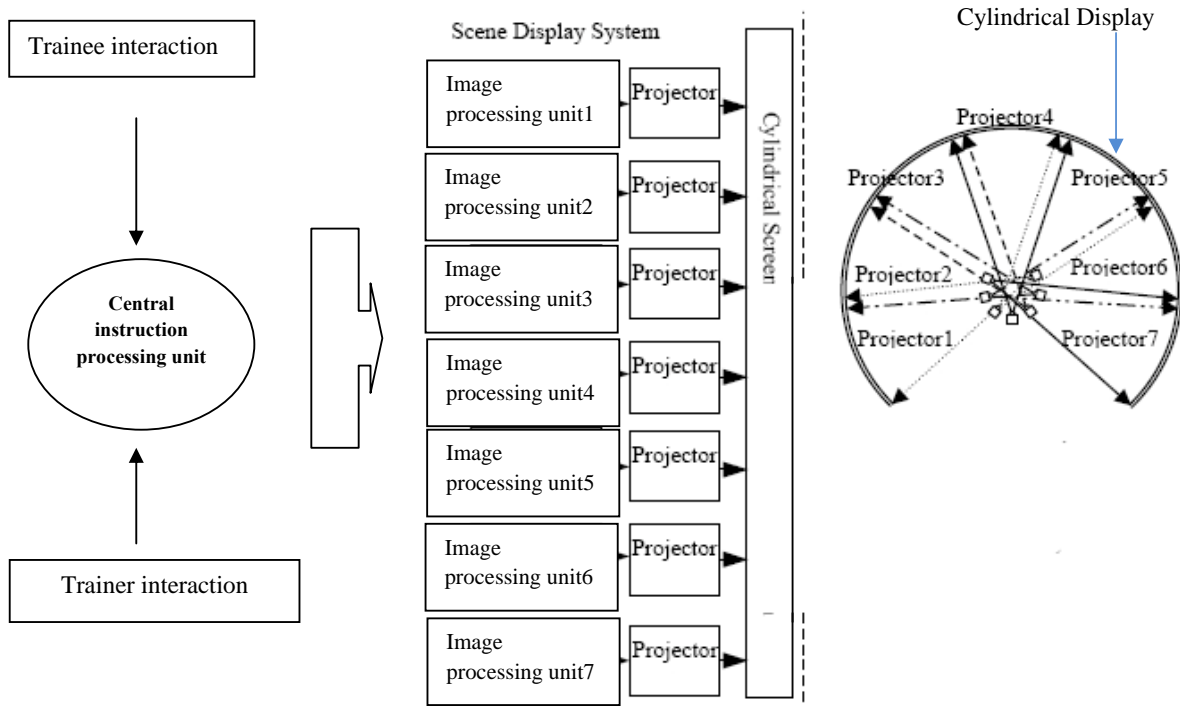 Trainee interaction
Central
instruction
processing unit
Trainer interaction
Scene Display System
Image
processing unit1
Projector
Image
processing unit2
Projector
Image
processing unit3
Projector
Image
processing unit4
Projector
Image
processing unit5
Projector
Image
processing unit6
Projector
Image
processing unit7
Projector
Cylindrical Screen
Cylindrical Display
Projector4
Projector3
Projector5
Projector2
Projector6
Projector1
Projector7